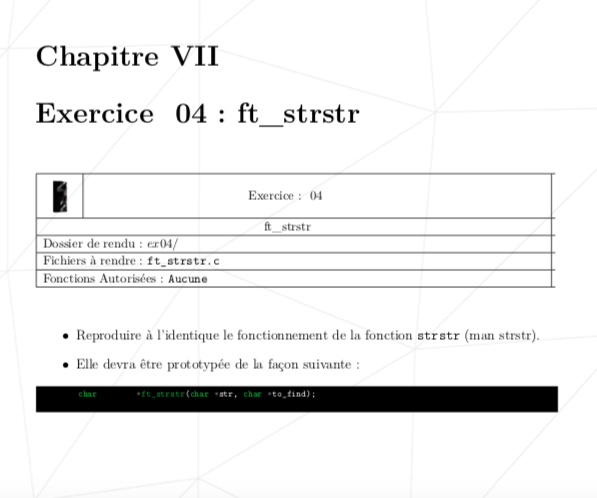 Chapitre VII
Exercice 04 : ft_strstr
Exercice : 04
ft_strstr
Dossier de rendu : ex04/
Fichiers à rendre : ft_strstr.c
Fonctions Autorisées : Aucune
• Reproduire à l'identique le fonctionnement de la fonction strstr (man strstr).
• Elle devra être prototypée de la façon suivante :
char *ft_strstr(char *str, char *to_find);